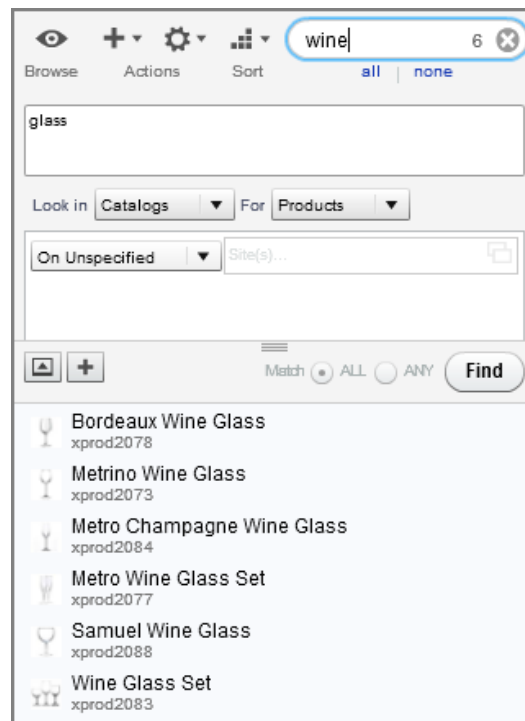 wine 6
Browse Actions Sort all | none
glass
Look in Catalogs For Products
On Unspecified Site(s)...
Match ALL ANY Find
Bordeaux Wine Glass
xprod2078
Metrino Wine Glass
xprod2073
Metro Champagne Wine Glass
xprod2084
Metro Wine Glass Set
xprod2077
Samuel Wine Glass
xprod2088
Wine Glass Set
xprod2083